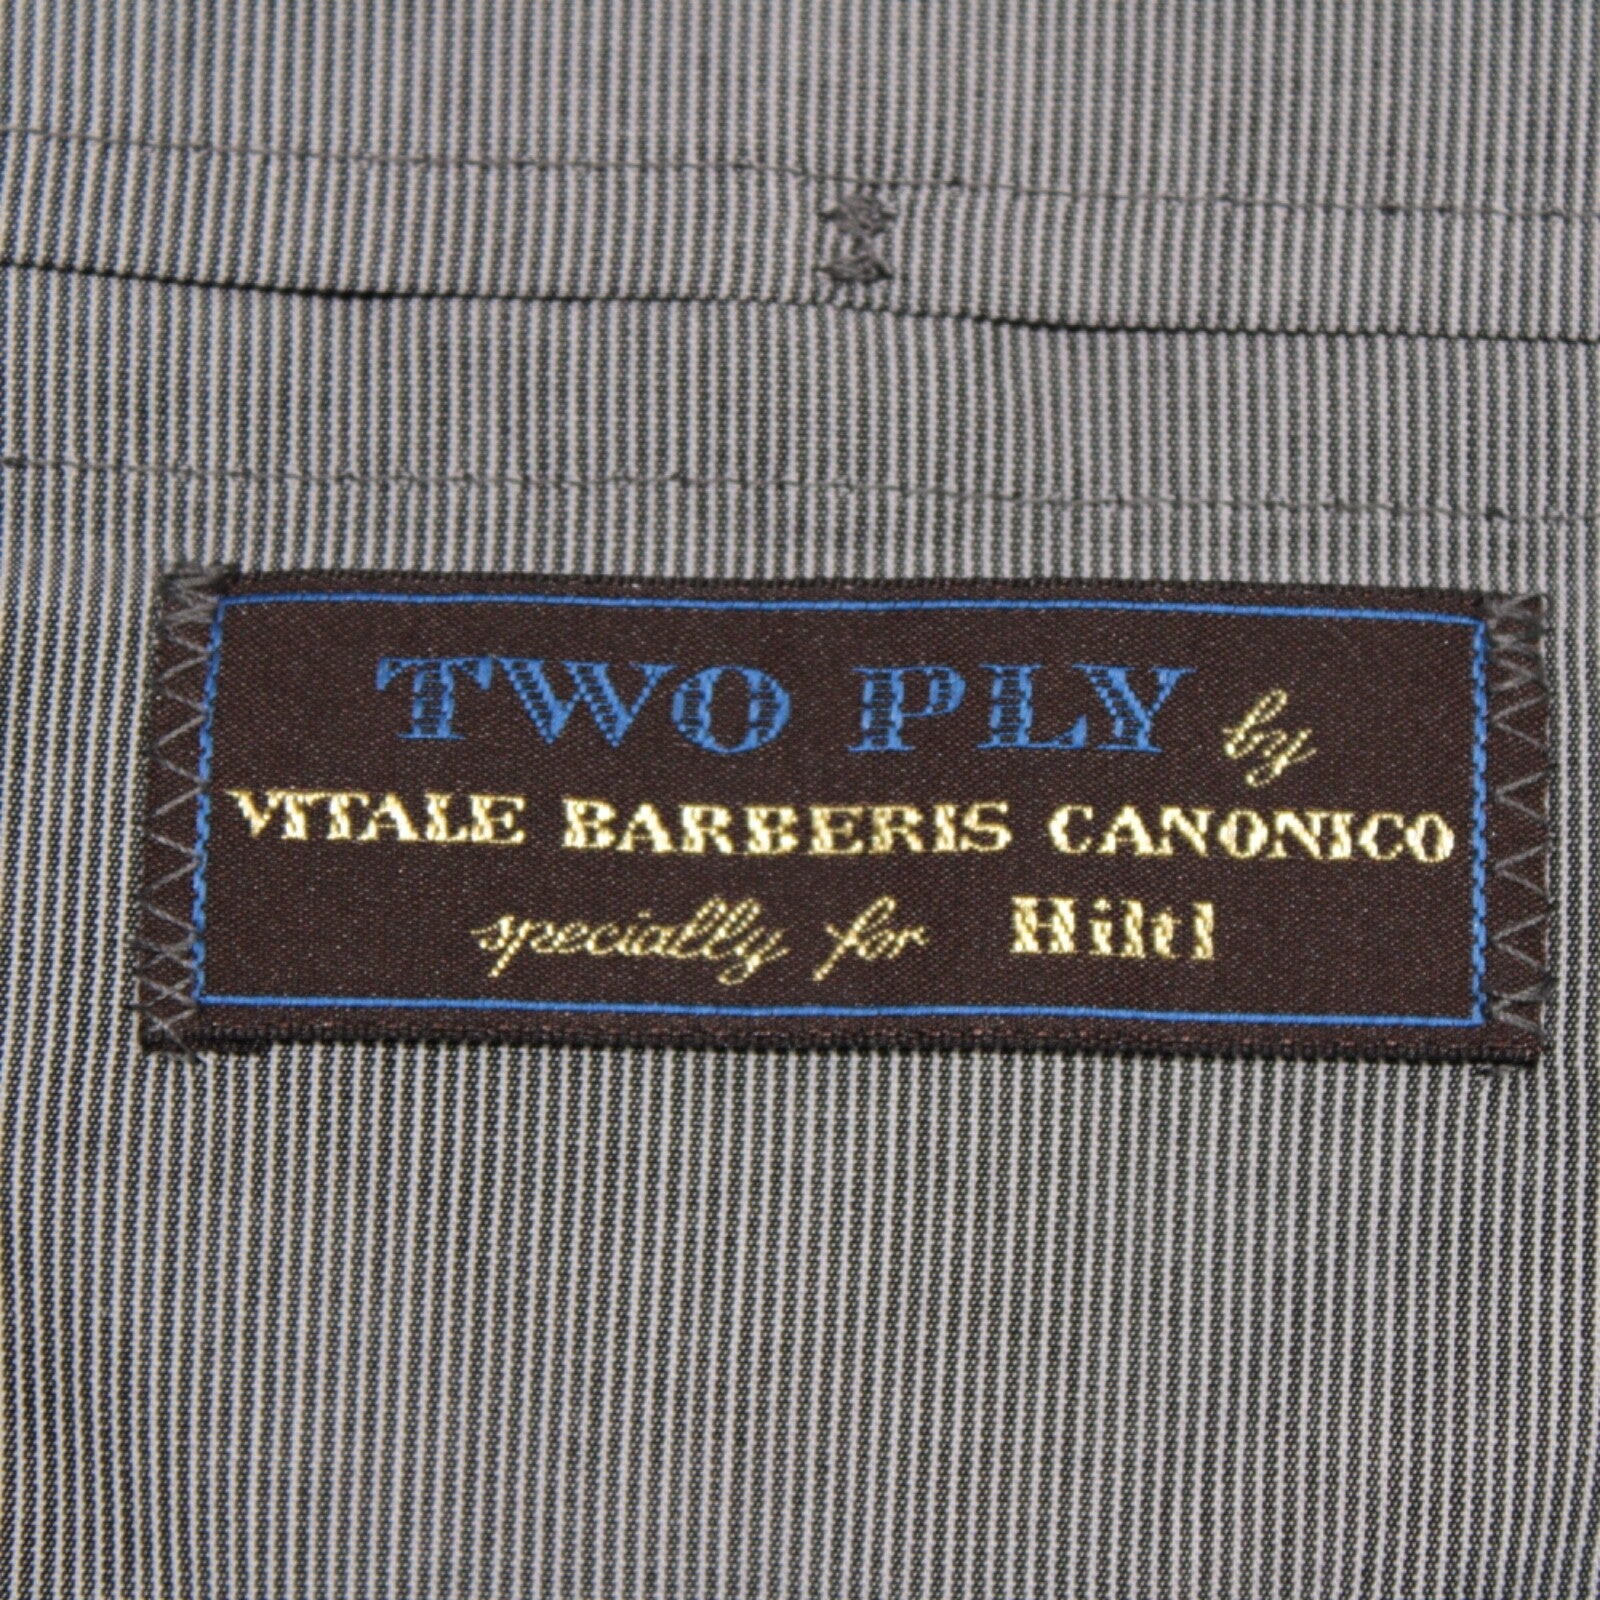 TWO PLY by
VITALE BARBERIS CANONICO
specially for Hiltl